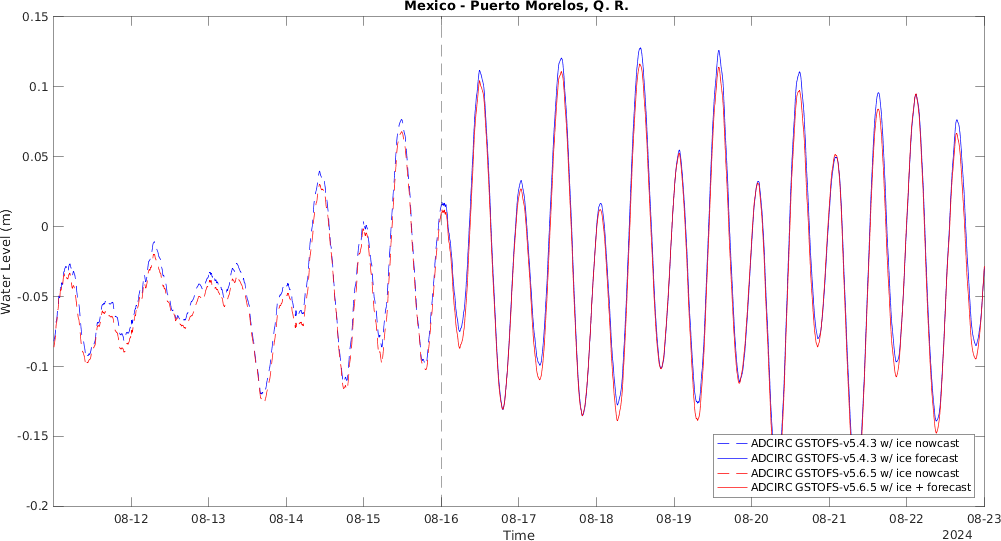 Mexico - Puerto Morelos, Q. R.
0.15
0.1
0.05
0
-0.05
-0.1
-0.15
-0.2
Water Level (m)
ADCIRC GSTOFS-v5.4.3 w/ ice nowcast
ADCIRC GSTOFS-v5.4.3 w/ ice forecast
ADCIRC GSTOFS-v5.6.5 w/ ice nowcast
ADCIRC GSTOFS-v5.6.5 w/ ice + forecast
08-12 08-13 08-14 08-15 08-16 08-17 08-18 08-19 08-20 08-21 08-22 08-23
Time
2024